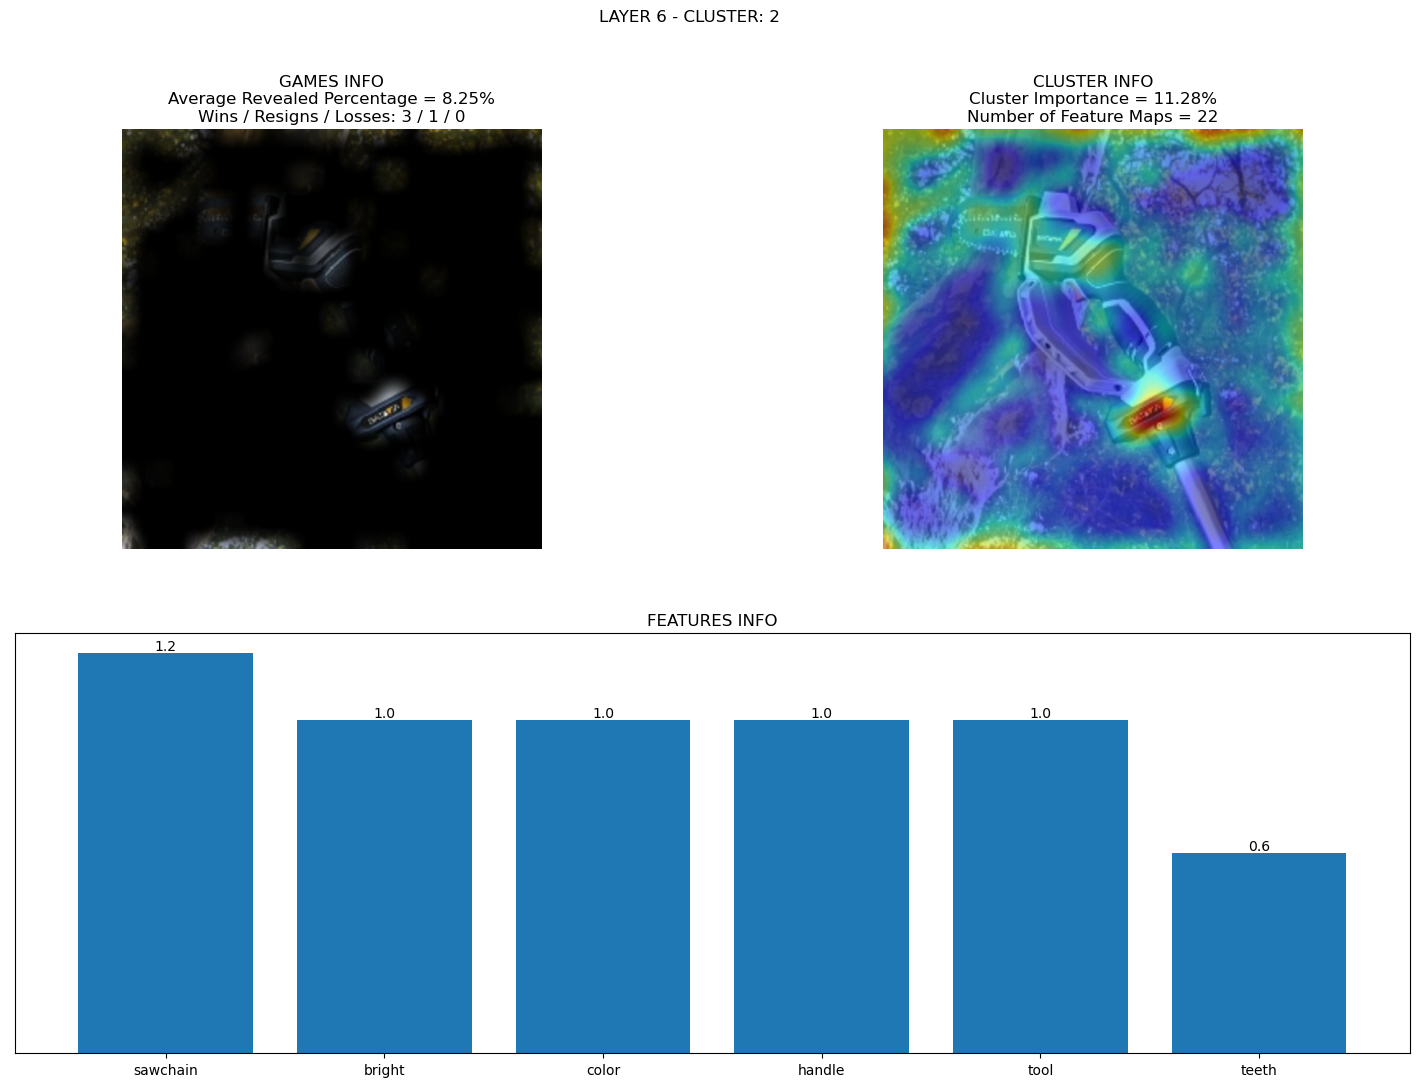 LAYER 6 - CLUSTER: 2
GAMES INFO
Average Revealed Percentage = 8.25%
Wins / Resigns / Losses: 3 / 1 / 0
CLUSTER INFO
Cluster Importance = 11.28%
Number of Feature Maps = 22
FEATURES INFO
1.2
1.0
1.0
1.0
1.0
0.6
sawchain
bright
color
handle
tool
teeth